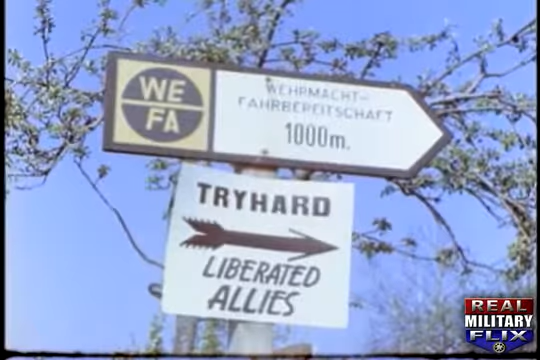 WE
FA
WEHRMACHT-
FAHRBEREITSCHAFT
1000m.
TRYHARD
LIBERATED
ALLIES
REAL
MILITARY
FLIX